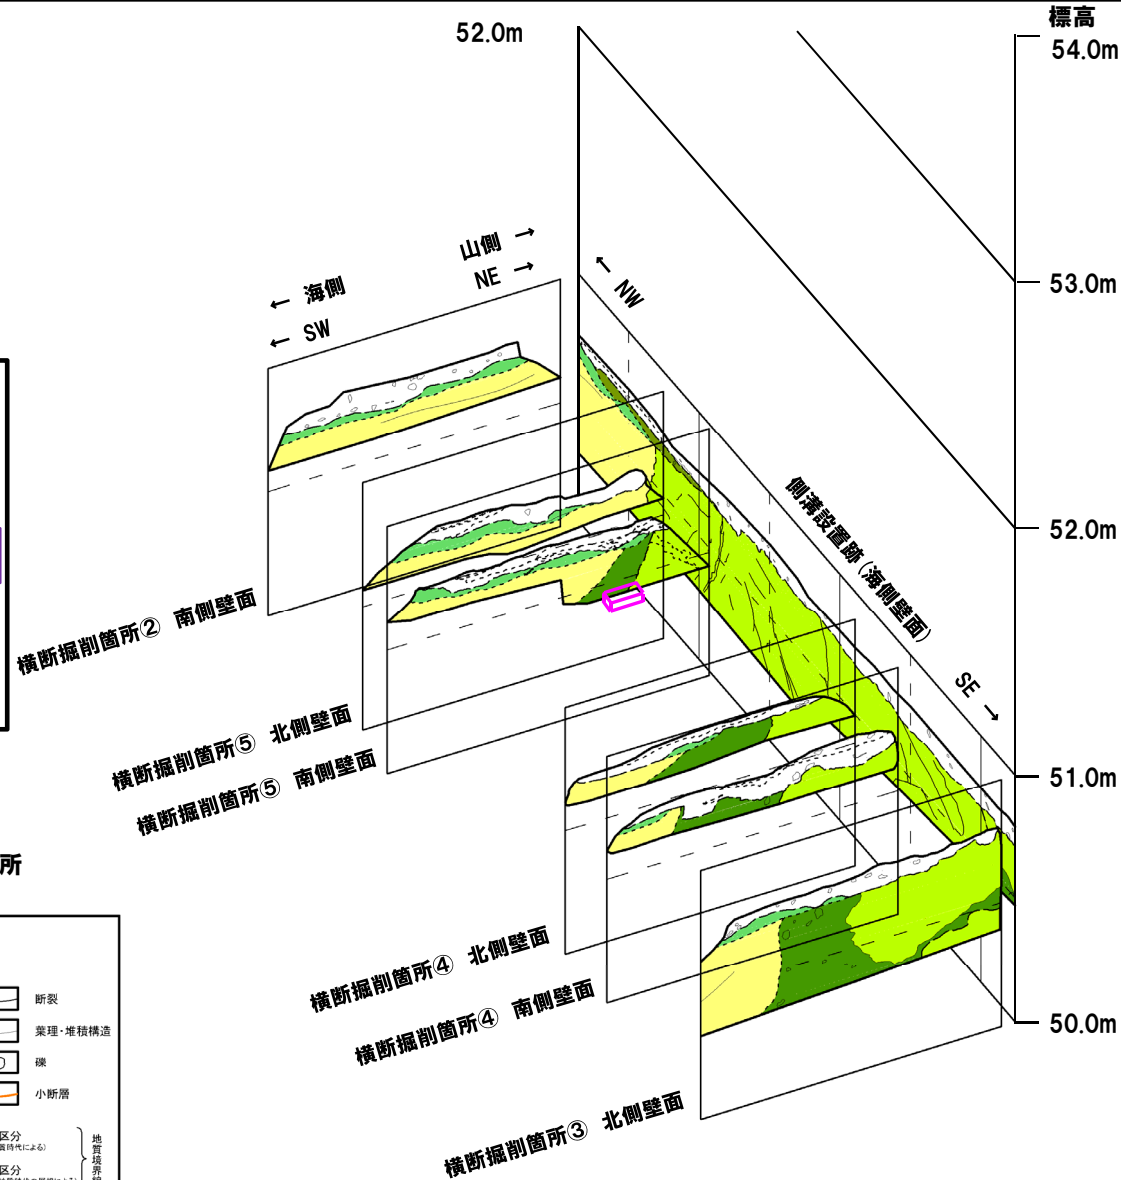 標高
52.0m
54.0m
山側 →
NE →
← 海側
← SW
← NW
53.0m
側溝設置跡(海側壁面)
52.0m
横断掘削箇所② 南側壁面
SE →
横断掘削箇所⑤ 北側壁面
横断掘削箇所⑤ 南側壁面
51.0m
所
横断掘削箇所④ 北側壁面
横断掘削箇所④ 南側壁面
50.0m
横断掘削箇所③ 北側壁面
断裂
葉理・堆積構造
礫
小断層
区分
区分
地質境界線